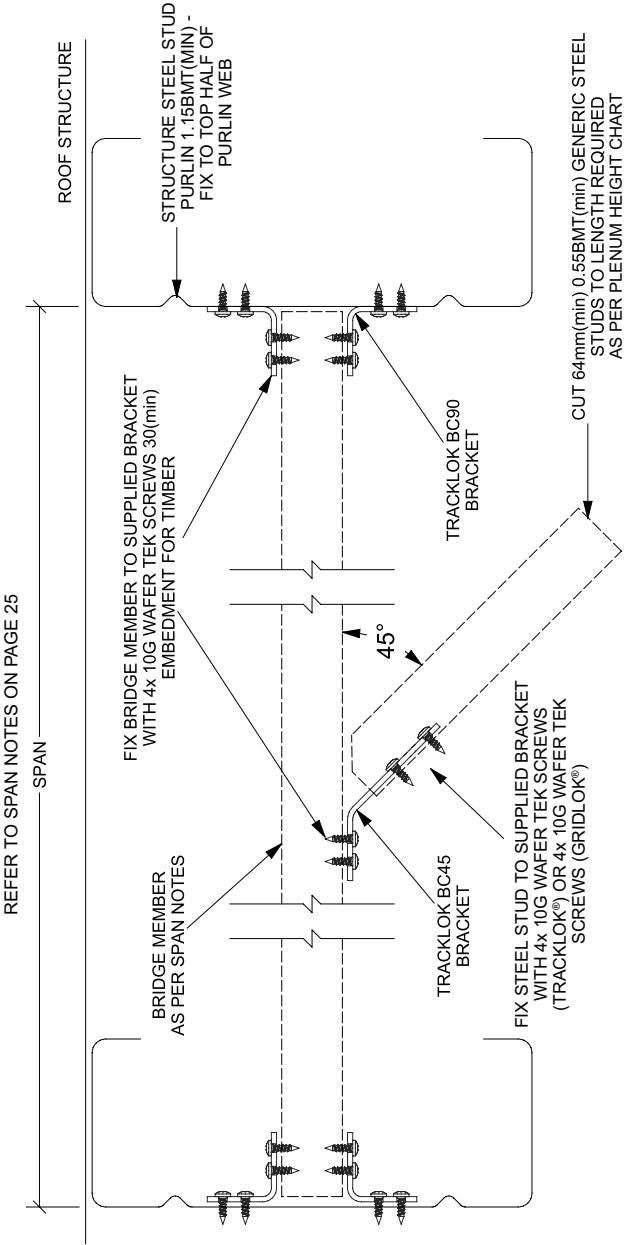 REFER TO SPAN NOTES ON PAGE 25
SPAN
ROOF STRUCTURE
STRUCTURE STEEL STUD
PURLIN 1.15BMT(MIN) -
FIX TO TOP HALF OF
PURLIN WEB
FIX BRIDGE MEMBER TO SUPPLIED BRACKET
WITH 4x 10G WAFER TEK SCREWS 30(min)
EMBEDMENT FOR TIMBER
BRIDGE MEMBER
AS PER SPAN NOTES
45°
TRACKLOK BC90
BRACKET
TRACKLOK BC45
BRACKET
FIX STEEL STUD TO SUPPLIED BRACKET
WITH 4x 10G WAFER TEK SCREWS
(TRACKLOK®) OR 4x 10G WAFER TEK
SCREWS (GRIDLOK®)
CUT 64mm(min) 0.55BMT(min) GENERIC STEEL
STUDS TO LENGTH REQUIRED
AS PER PLENUM HEIGHT CHART